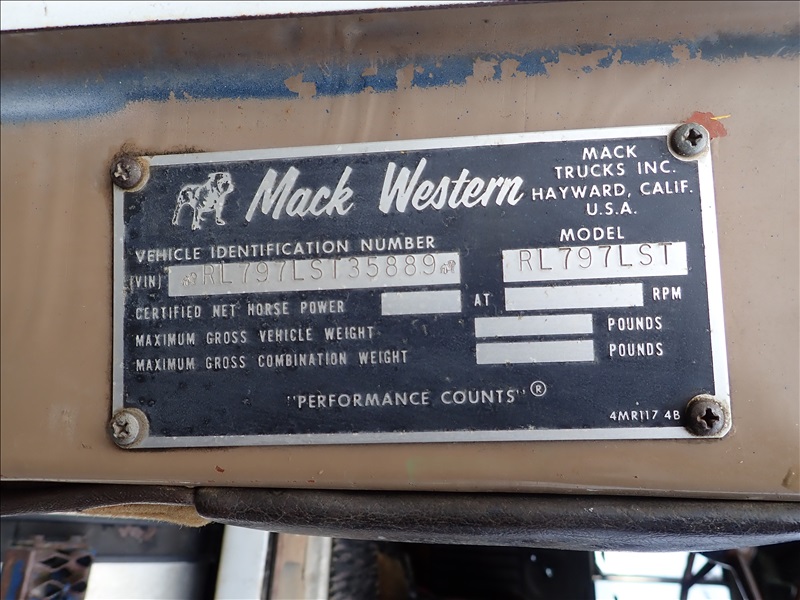 Mack Western
MACK
TRUCKS INC.
HAYWARD, CALIF.
U.S.A.
VEHICLE IDENTIFICATION NUMBER
(VIN) RL797LST35889
MODEL
RL797LST
CERTIFIED NET HORSE POWER AT RPM
MAXIMUM GROSS VEHICLE WEIGHT POUNDS
MAXIMUM GROSS COMBINATION WEIGHT POUNDS
"PERFORMANCE COUNTS" ®
4MR117 4B